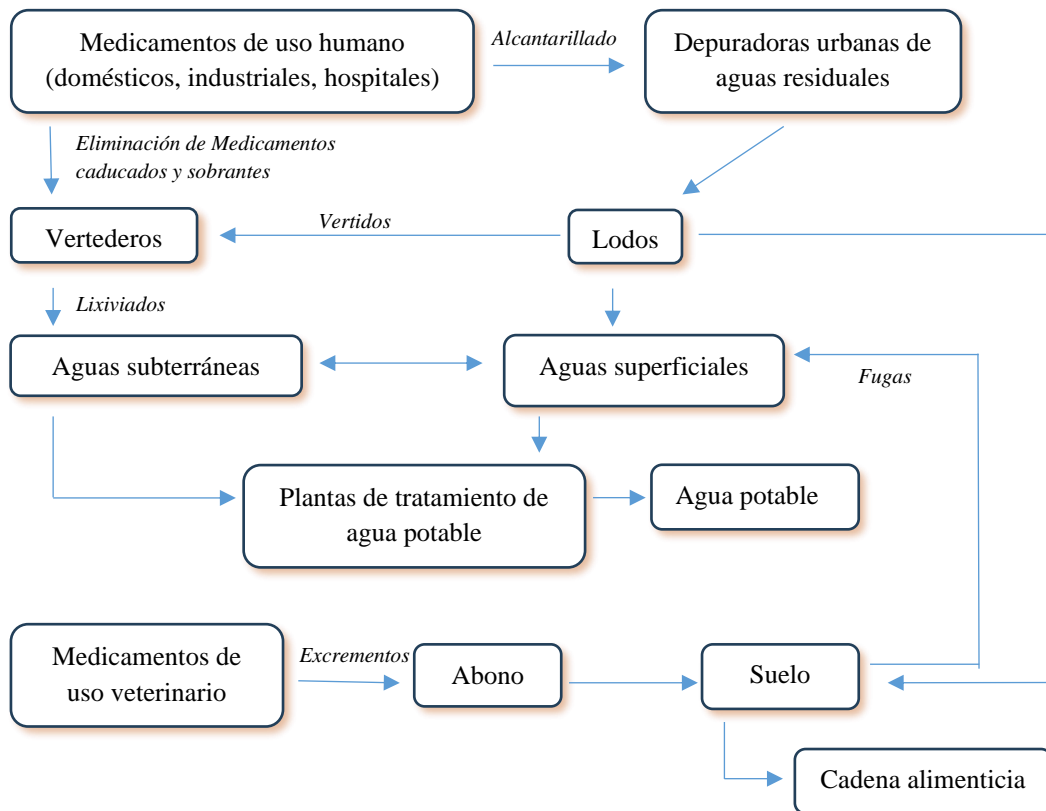 Medicamentos de uso humano
(domésticos, industriales, hospitales)
Alcantarillado
Depuradoras urbanas de
aguas residuales
Eliminación de Medicamentos
caducados y sobrantes
Vertederos
Vertidos
Lodos
Lixiviados
Aguas subterráneas
Aguas superficiales
Fugas
Plantas de tratamiento de
agua potable
Agua potable
Medicamentos de
uso veterinario
Excrementos
Abono
Suelo
Cadena alimenticia